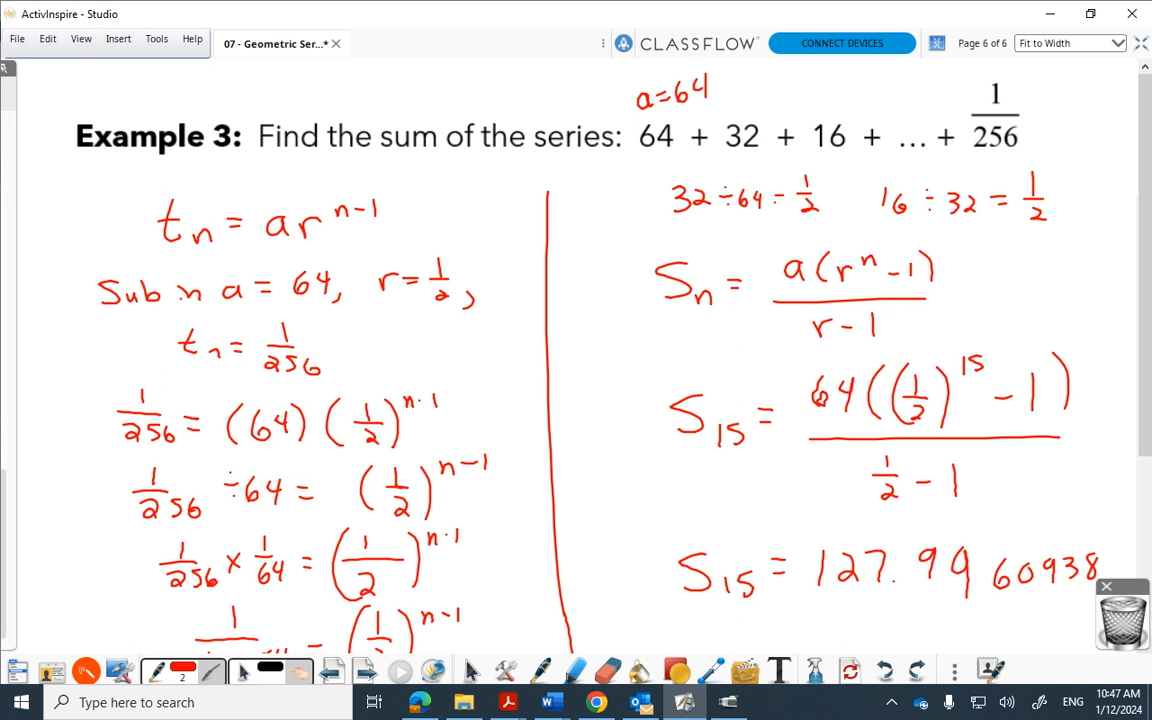 ActivInspire - Studio
File Edit View Insert Tools Help
07 - Geometric Ser...*
CLASSFLOW
CONNECT DEVICES
Page 6 of 6
Fit to Width
a=64
Example 3: Find the sum of the series: 64 + 32 + 16 + ... + 1/256
tn = ar^(n-1)
Sub in a = 64, r = 1/2,
tn = 1/256
1/256 = (64)(1/2)^(n-1)
1/256 ÷ 64 = (1/2)^(n-1)
1/256 × 1/64 = (1/2)^(n-1)
32 ÷ 64 = 1/2 16 ÷ 32 = 1/2
Sn = a(r^n - 1)/(r - 1)
S15 = 64((1/2)^15 - 1)/(1/2 - 1)
S15 = 127.9960938
2
Type here to search
ENG
10:47 AM
1/12/2024